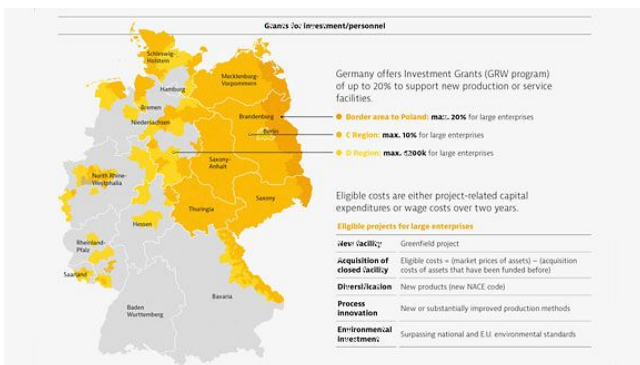 Grants for investment/personnel
Schleswig-
Holstein
Mecklenburg-
Vorpommern
Hamburg
Bremen
Niedersachsen
Brandenburg
Berlin
Saxony-
Anhalt
North Rhine-
Westphalia
Saxony
Thuringia
Hessen
Rheinland-
Pfalz
Saarland
Bavaria
Baden
Wurttemberg
Germany offers Investment Grants (GRW program)
of up to 20% to support new production or service
facilities.
Border area to Poland: max. 20% for large enterprises
C Region: max. 10% for large enterprises
D Region: max. €200k for large enterprises
Eligible costs are either project-related capital
expenditures or wage costs over two years.
Eligible projects for large enterprises
New facility Greenfield project
Acquisition of closed facility Eligible costs = (market prices of assets) – (acquisition
costs of assets that have been funded before)
Diversification New products (new NACE code)
Process
innovation New or substantially improved production methods
Environmental
investment Surpassing national and E.U. environmental standards